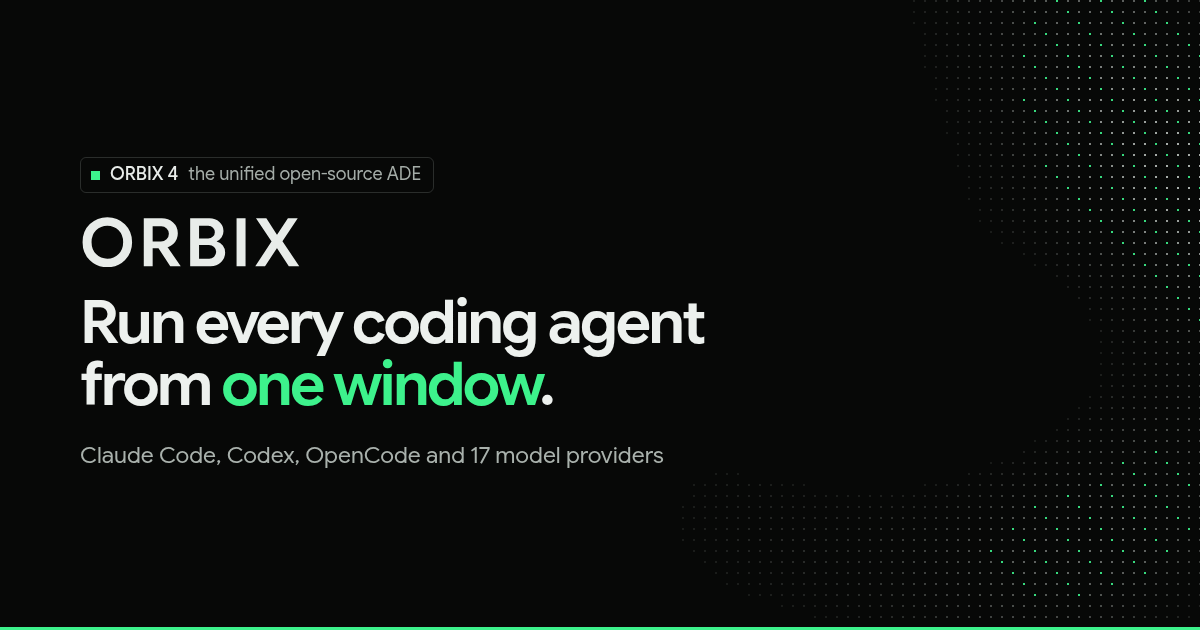 ORBIX 4 the unified open-source ADE
ORBIX
Run every coding agent
from one window.
Claude Code, Codex, OpenCode and 17 model providers